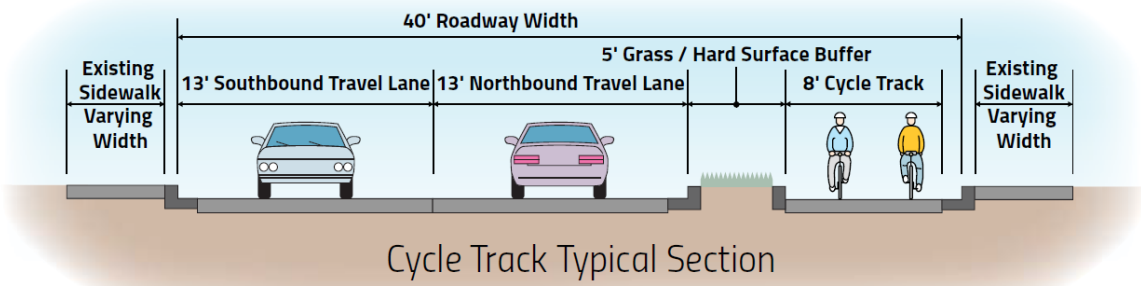 40' Roadway Width
5' Grass / Hard Surface Buffer
Existing
Sidewalk
Varying
Width
13' Southbound Travel Lane
13' Northbound Travel Lane
8' Cycle Track
Existing
Sidewalk
Varying
Width
Cycle Track Typical Section